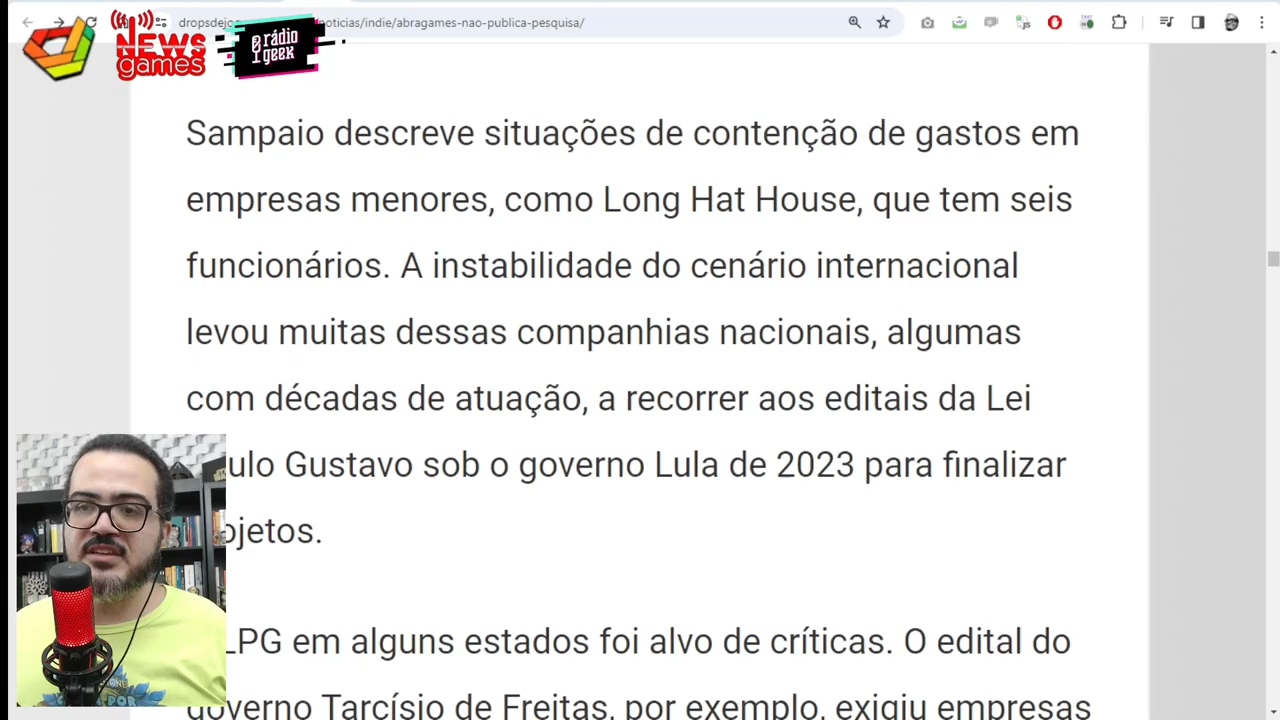 dropsdejo
noticias/indie/abragames-nao-publica-pesquisa/
NEWS
games
rádio
geek
Sampaio descreve situações de contenção de gastos em
empresas menores, como Long Hat House, que tem seis
funcionários. A instabilidade do cenário internacional
levou muitas dessas companhias nacionais, algumas
com décadas de atuação, a recorrer aos editais da Lei
ulo Gustavo sob o governo Lula de 2023 para finalizar
ojetos.
LPG em alguns estados foi alvo de críticas. O edital do
governo Tarcísio de Freitas, por exemplo, exigiu empresas